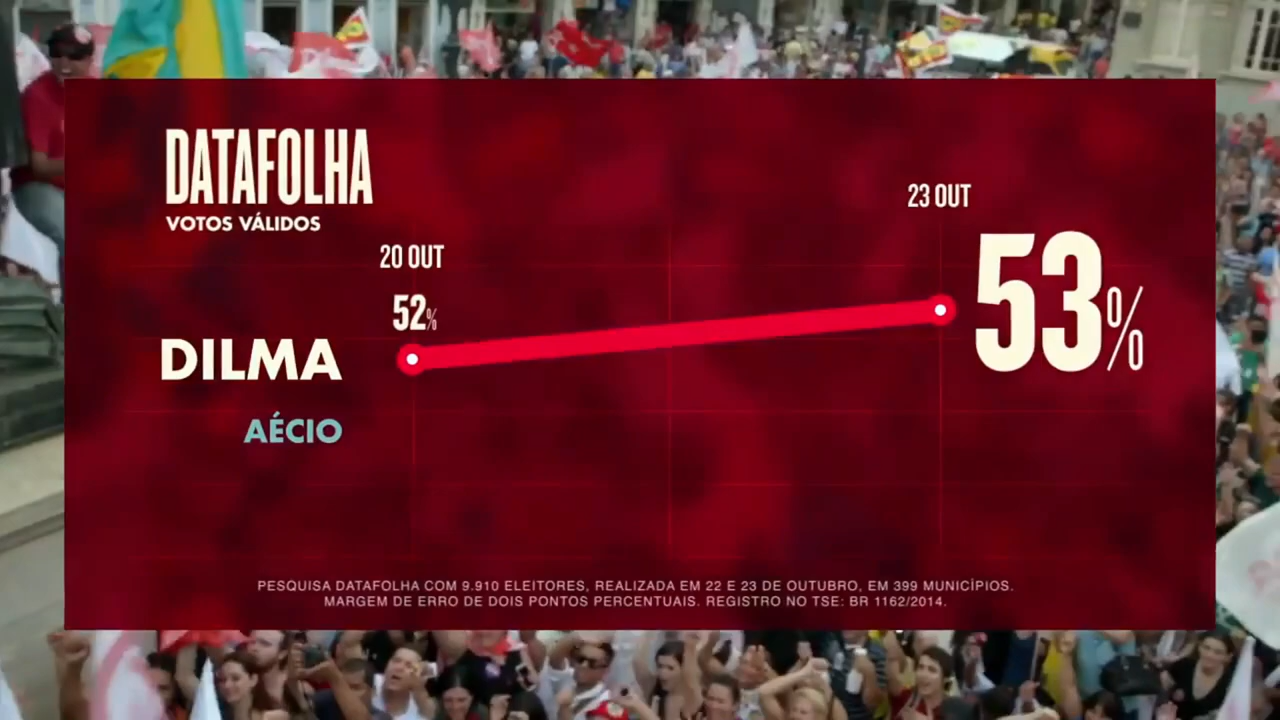 DATAFOLHA
VOTOS VÁLIDOS
20 OUT
23 OUT
52%
53%
DILMA
AÉCIO
PESQUISA DATAFOLHA COM 9.910 ELEITORES, REALIZADA EM 22 E 23 DE OUTUBRO, EM 399 MUNICÍPIOS.
MARGEM DE ERRO DE DOIS PONTOS PERCENTUAIS. REGISTRO NO TSE: BR 1162/2014.